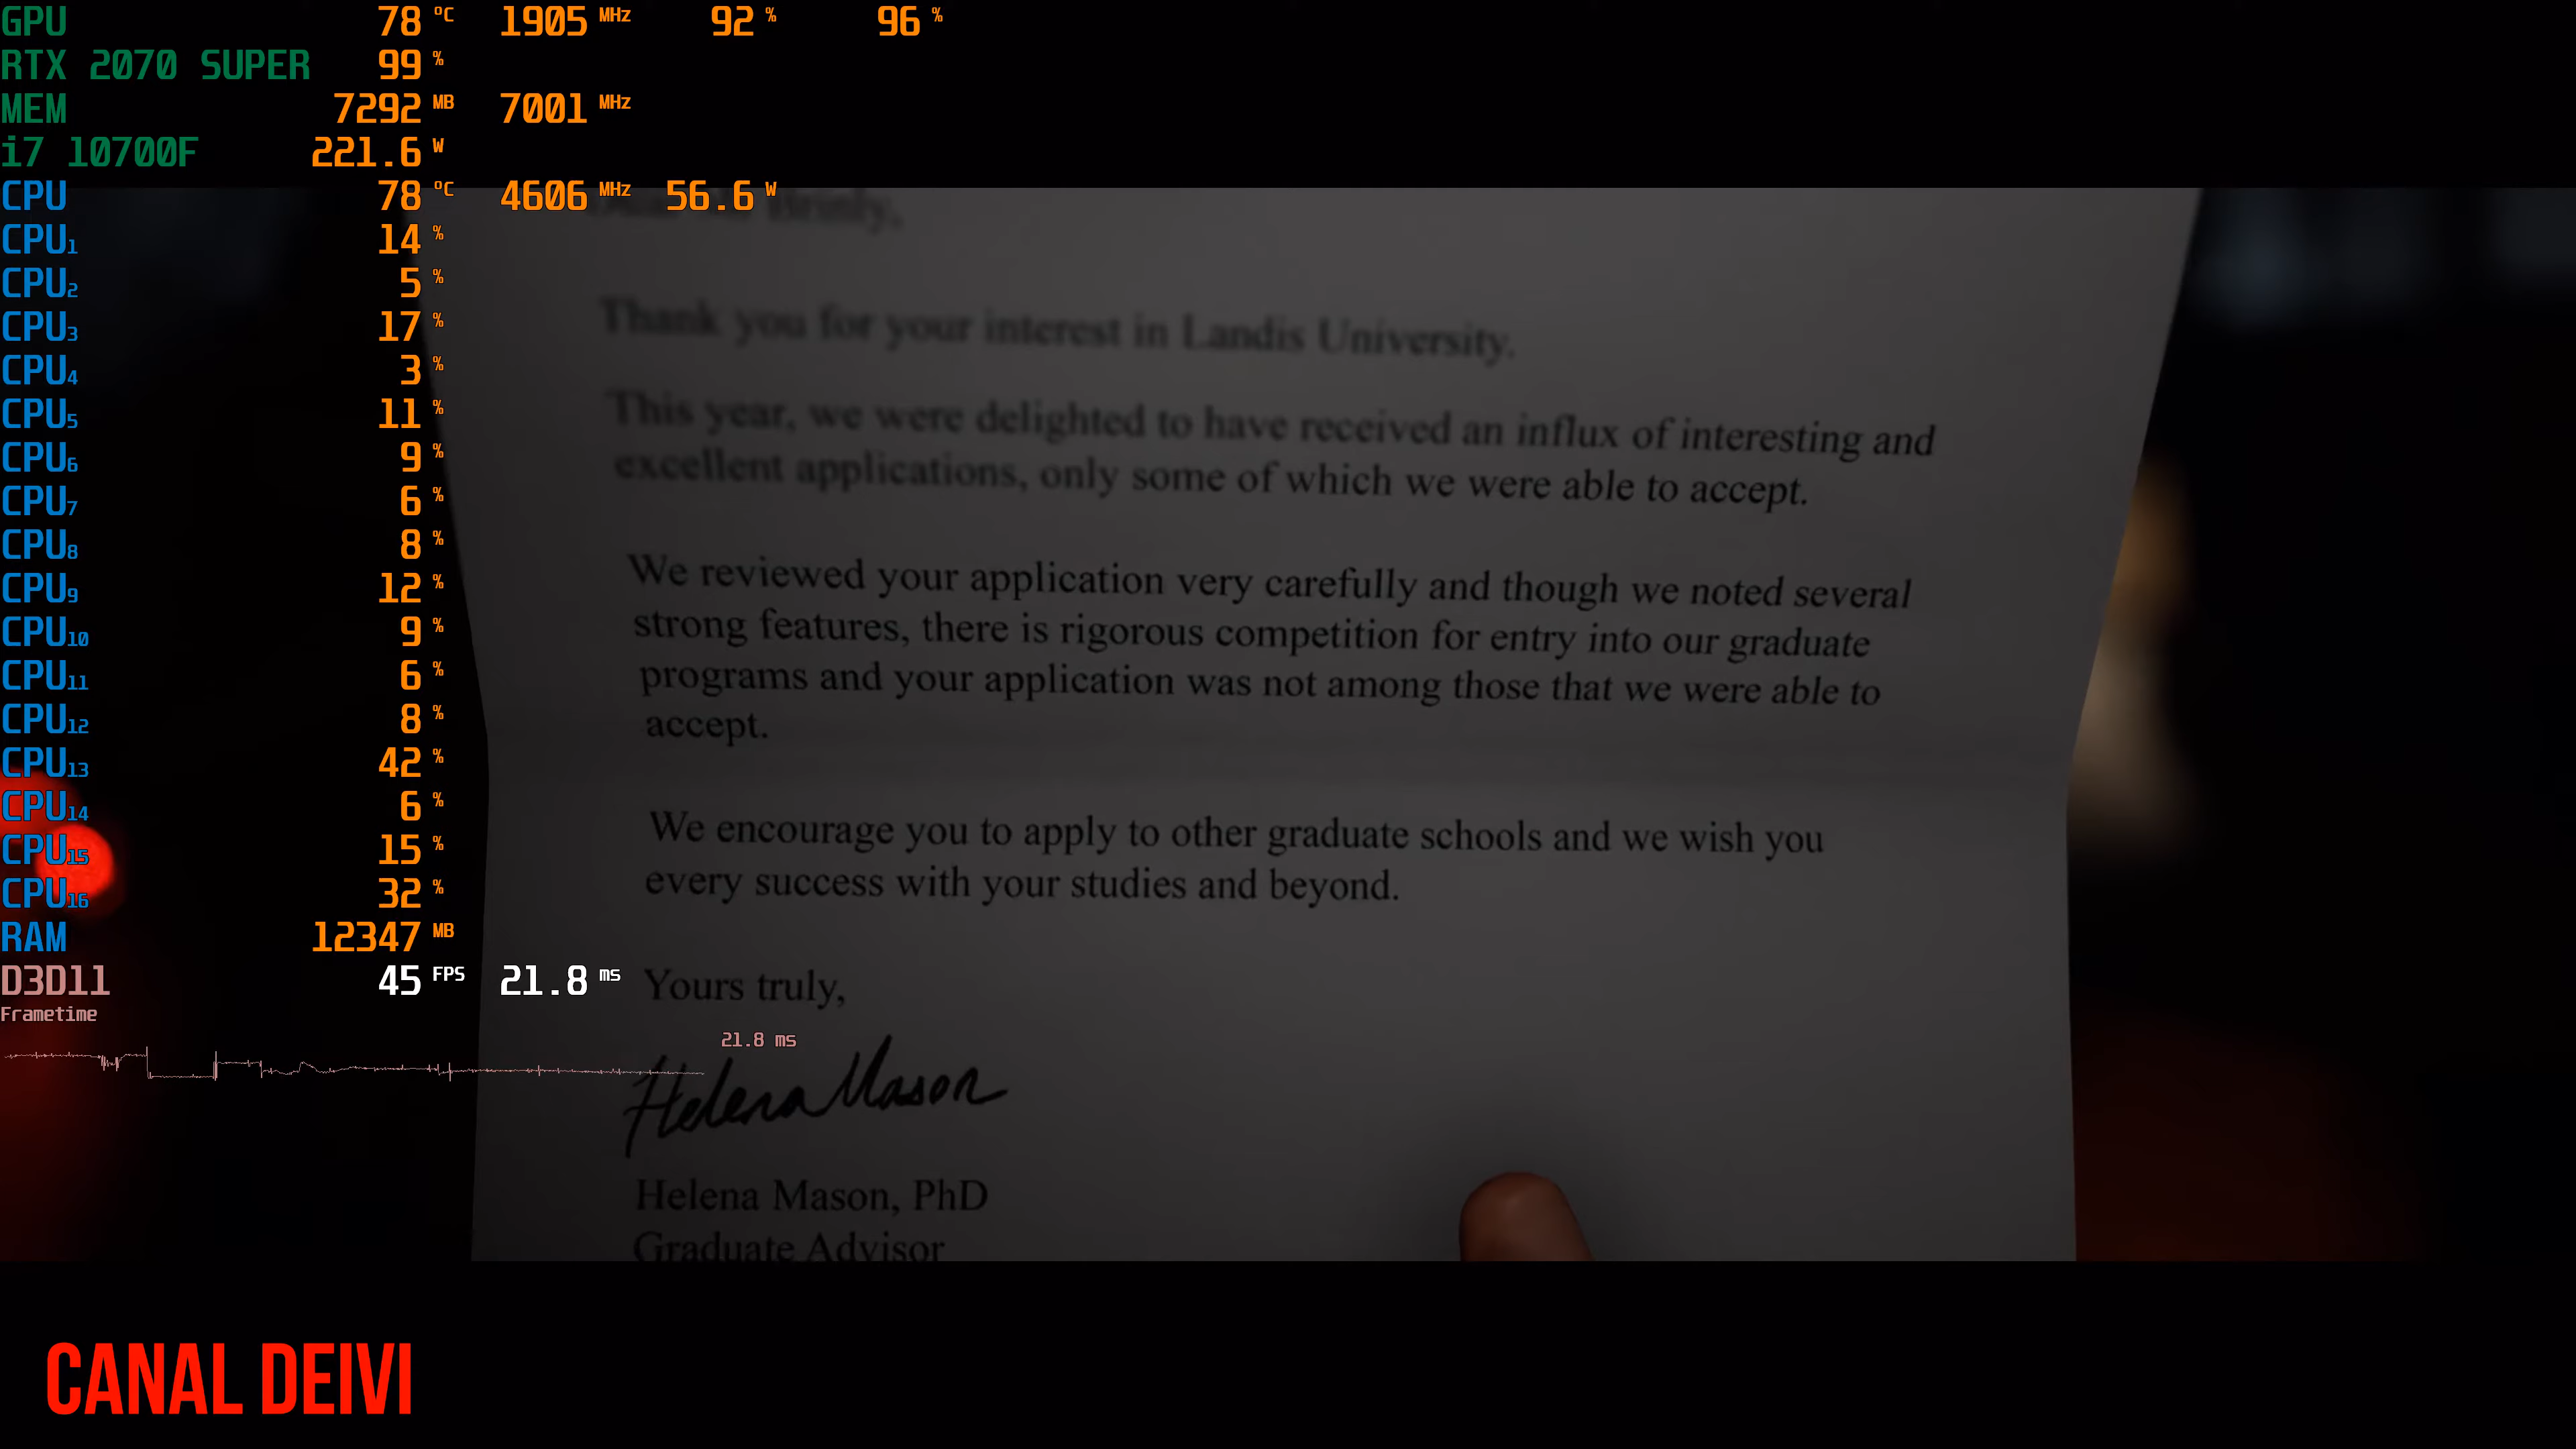 GPU 78 °C 1905 MHz 92 % 96 %
RTX 2070 SUPER 99 %
MEM 7292 MB 7001 MHz
i7 10700F 221.6 W
CPU 78 °C 4606 MHz 56.6 W
CPU1 14 %
CPU2 5 %
CPU3 17 %
CPU4 3 %
CPU5 11 %
CPU6 9 %
CPU7 6 %
CPU8 8 %
CPU9 12 %
CPU10 9 %
CPU11 6 %
CPU12 8 %
CPU13 42 %
CPU14 6 %
CPU15 15 %
CPU16 32 %
RAM 12347 MB
D3D11 45 FPS 21.8 ms
Frametime
21.8 ms
Brinly,
Thank you for your interest in Landis University.
This year, we were delighted to have received an influx of interesting and
excellent applications, only some of which we were able to accept.
We reviewed your application very carefully and though we noted several
strong features, there is rigorous competition for entry into our graduate
programs and your application was not among those that we were able to
accept.
We encourage you to apply to other graduate schools and we wish you
every success with your studies and beyond.
Yours truly,
Helena Mason
Helena Mason, PhD
Graduate Advisor
CANAL DEIVI